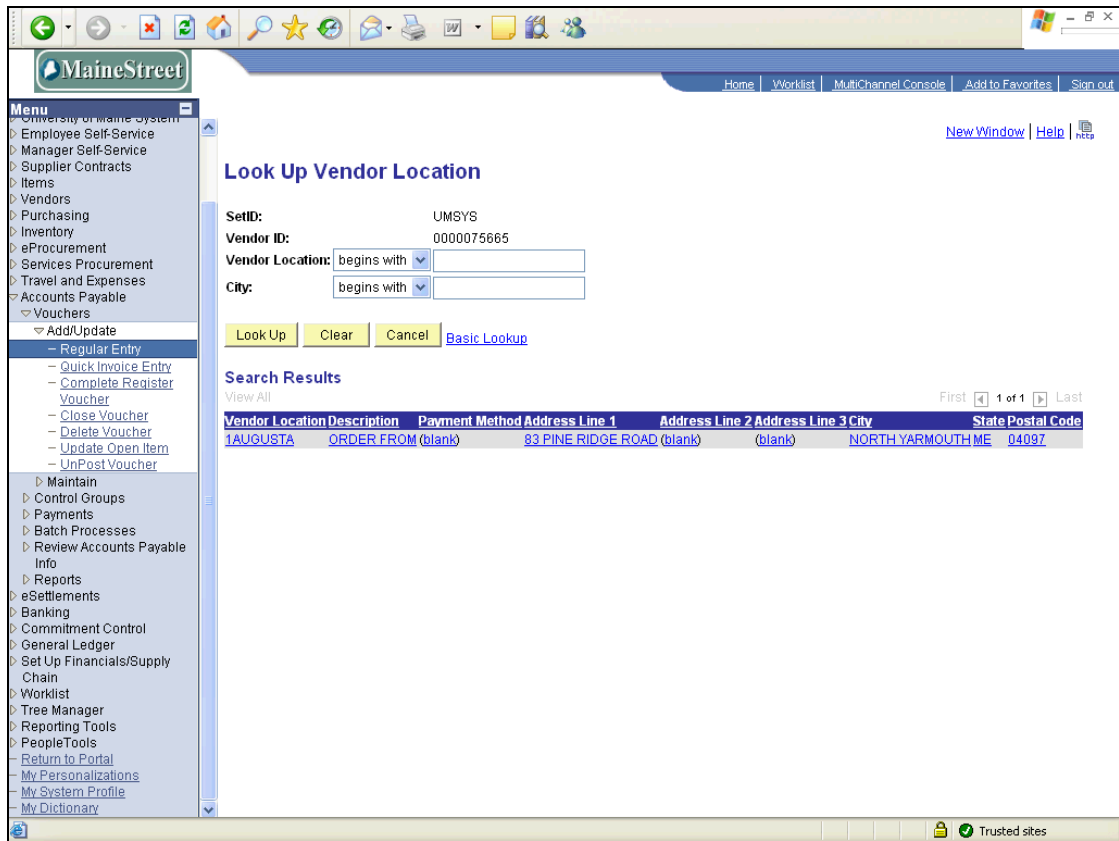 MaineStreet
Home Worklist MultiChannel Console Add to Favorites Sign out
Menu
University of Maine System
Employee Self-Service
Manager Self-Service
Supplier Contracts
Items
Vendors
Purchasing
Inventory
eProcurement
Services Procurement
Travel and Expenses
Accounts Payable
Vouchers
Add/Update
– Regular Entry
– Quick Invoice Entry
– Complete Register
Voucher
– Close Voucher
– Delete Voucher
– Update Open Item
– UnPost Voucher
Maintain
Control Groups
Payments
Batch Processes
Review Accounts Payable
Info
Reports
eSettlements
Banking
Commitment Control
General Ledger
Set Up Financials/Supply
Chain
Worklist
Tree Manager
Reporting Tools
PeopleTools
– Return to Portal
– My Personalizations
– My System Profile
– My Dictionary
New Window | Help | http
Look Up Vendor Location
SetID: UMSYS
Vendor ID: 0000075665
Vendor Location: begins with
City: begins with
Look Up Clear Cancel Basic Lookup
Search Results
View All First 1 of 1 Last
Vendor Location Description Payment Method Address Line 1 Address Line 2 Address Line 3 City State Postal Code
1AUGUSTA ORDER FROM (blank) 83 PINE RIDGE ROAD (blank) (blank) NORTH YARMOUTH ME 04097
Trusted sites